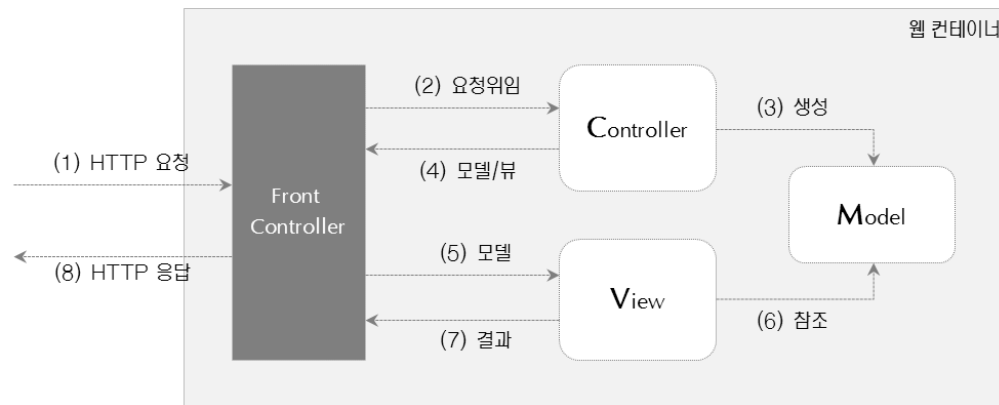 웹 컨테이너
(2) 요청위임
Controller
(3) 생성
(1) HTTP 요청
(4) 모델/뷰
Front
Controller
Model
(5) 모델
(8) HTTP 응답
View
(6) 참조
(7) 결과